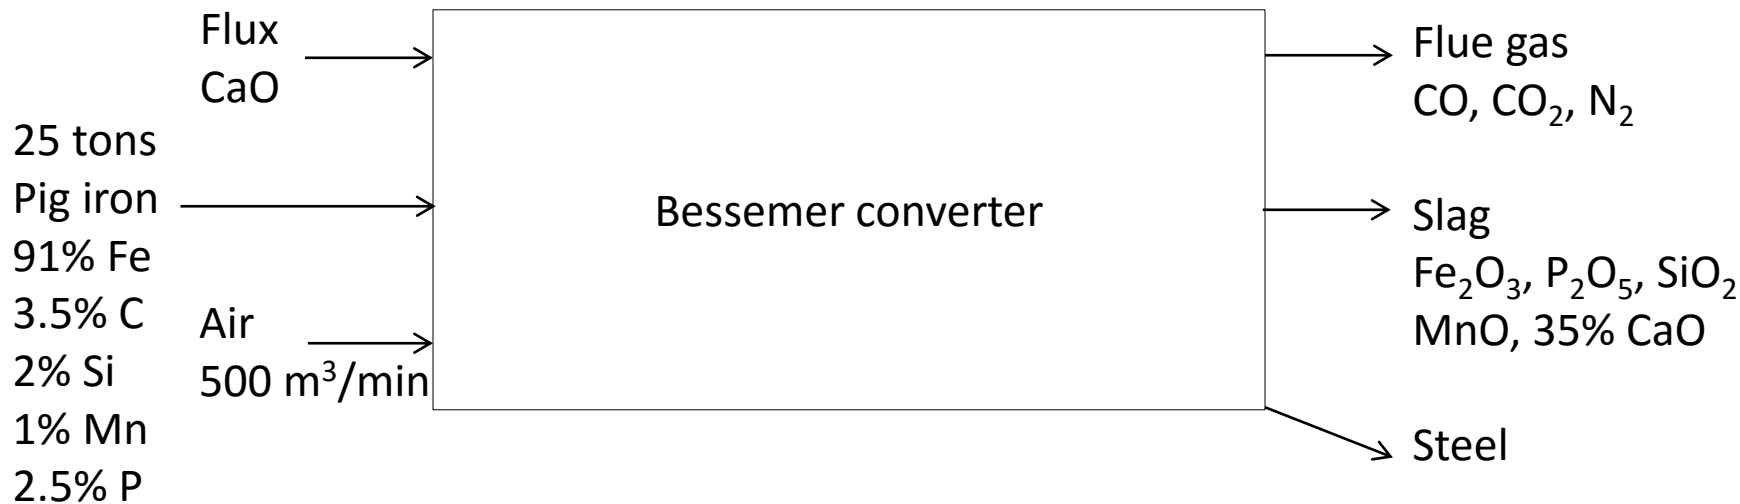 Flux
CaO
25 tons
Pig iron
91% Fe
3.5% C
2% Si
1% Mn
2.5% P
Air
500 m³/min
Bessemer converter
Flue gas
CO, CO₂, N₂
Slag
Fe₂O₃, P₂O₅, SiO₂
MnO, 35% CaO
Steel